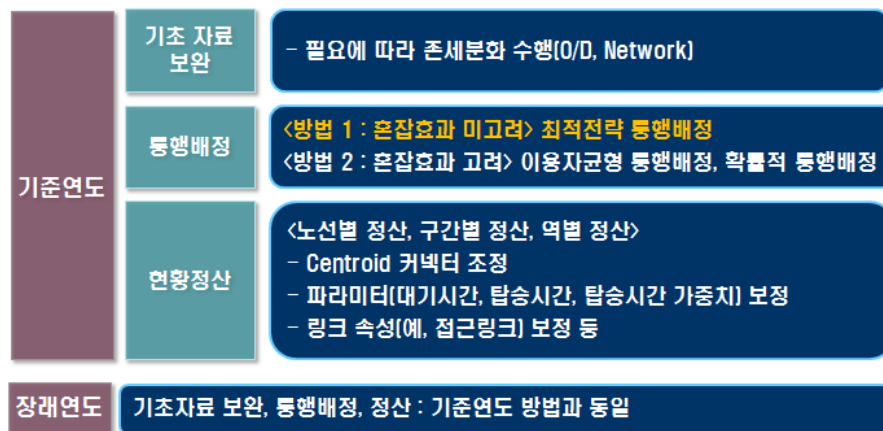 기준연도
기초 자료
보완
- 필요에 따라 존세분화 수행(O/D, Network)
통행배정
<방법 1 : 혼잡효과 미고려> 최적전략 통행배정
<방법 2 : 혼잡효과 고려> 이용자균형 통행배정, 확률적 통행배정
현황정산
<노선별 정산, 구간별 정산, 역별 정산>
- Centroid 커넥터 조정
- 파라미터(대기시간, 탑승시간, 탑승시간 가중치) 보정
- 링크 속성(예, 접근링크) 보정 등
장래연도
기초자료 보완, 통행배정, 정산 : 기준연도 방법과 동일